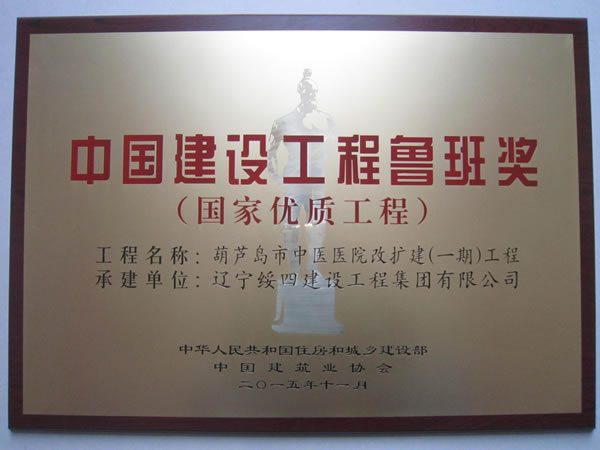 中国建设工程鲁班奖
（国家优质工程）
工程名称：葫芦岛市中医医院改扩建(一期)工程
承建单位：辽宁绥四建设工程集团有限公司
中华人民共和国住房和城乡建设部
中国建筑业协会
二〇一五年十一月